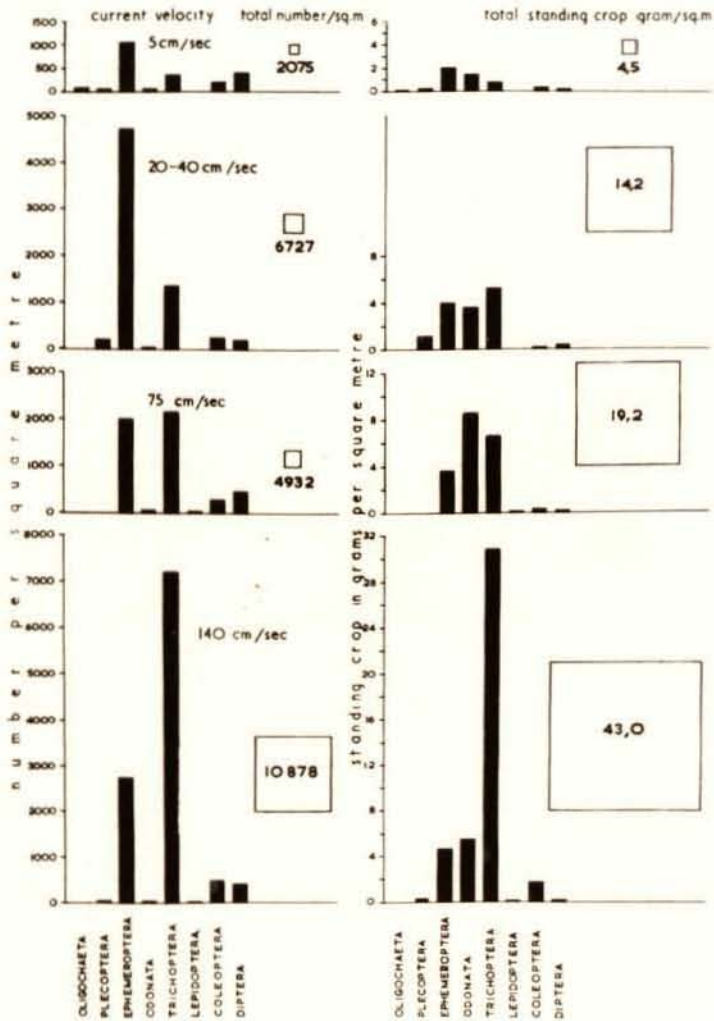 current velocity total number/sq.m total standing crop gram/sq.m
1500
500
0
5cm/sec
2075
6
4
2
0
4,5
5000
4000
3000
2000
1000
0
20-40cm/sec
6727
8
4
0
14,2
3000
2000
1000
0
75 cm/sec
4932
12
8
4
0
19,2
8000
7000
6000
5000
4000
3000
2000
1000
0
140 cm/sec
10878
32
28
24
20
16
12
8
4
0
43,0
number per square metre
standing crop in grams per square metre
OLIGOCHAETA
PLECOPTERA
EPHEMEROPTERA
ODONATA
TRICHOPTERA
LEPIDOPTERA
COLEOPTERA
DIPTERA
OLIGOCHAETA
PLECOPTERA
EPHEMEROPTERA
ODONATA
TRICHOPTERA
LEPIDOPTERA
COLEOPTERA
DIPTERA